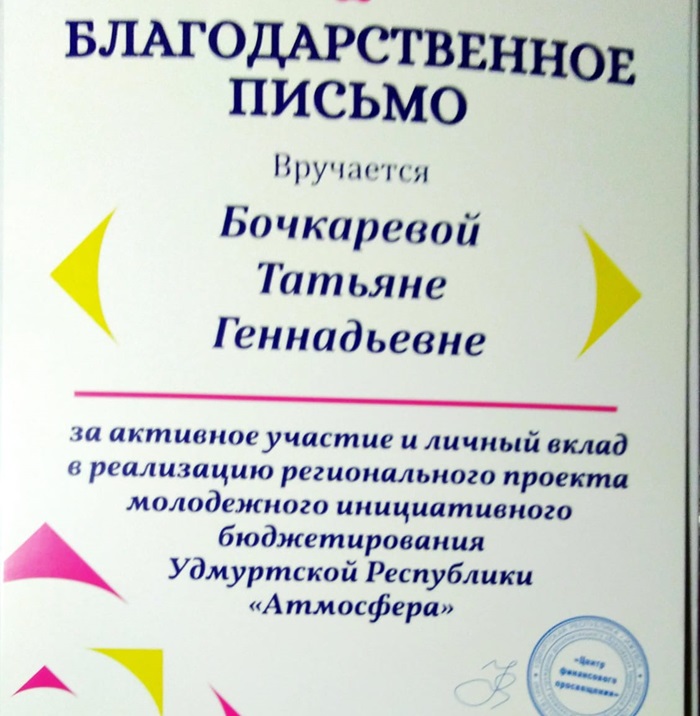 БЛАГОДАРСТВЕННОЕ
ПИСЬМО
Вручается
Бочкаревой
Татьяне
Геннадьевне
за активное участие и личный вклад
в реализацию регионального проекта
молодежного инициативного
бюджетирования
Удмуртской Республики
«Атмосфера»
«Центр
финансового
просвещения»